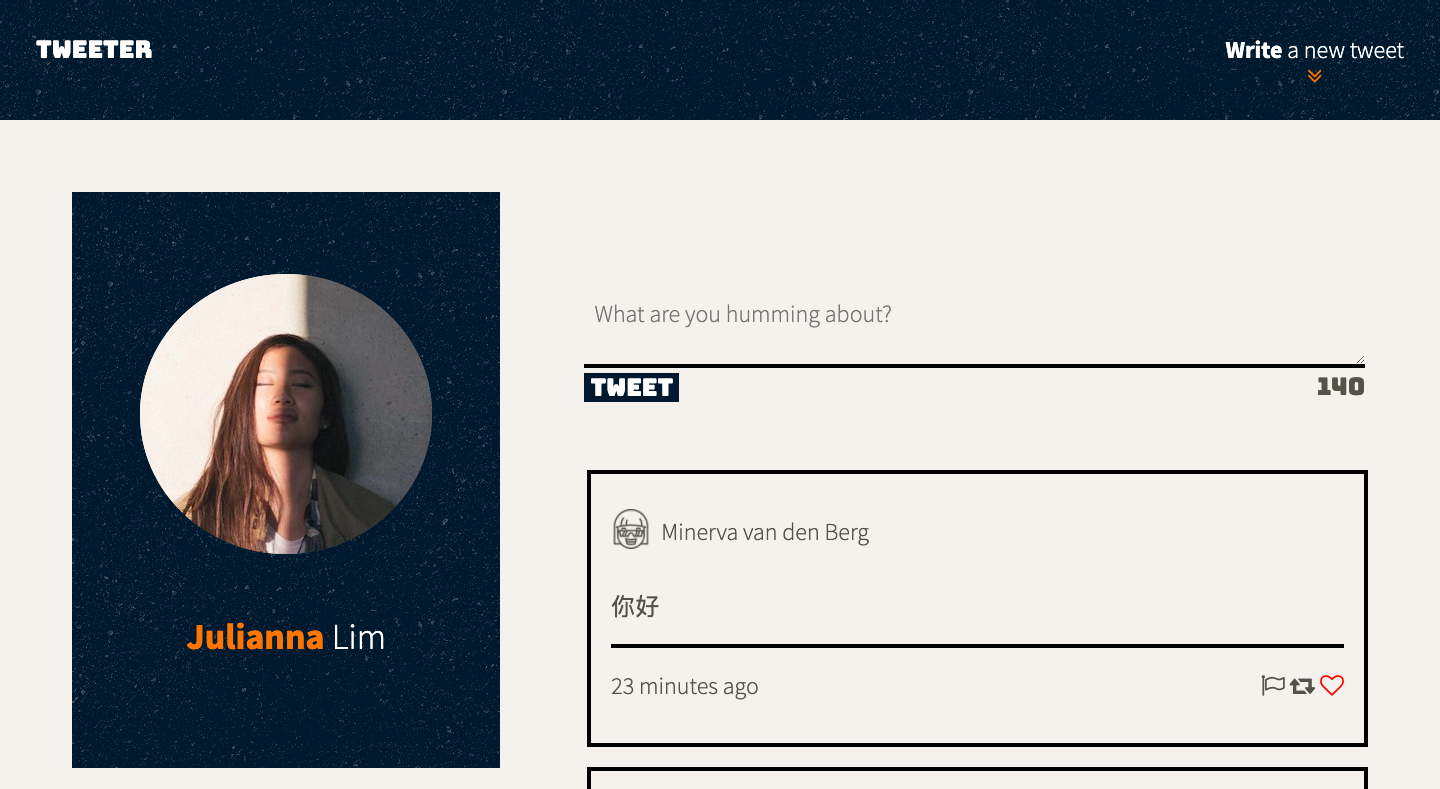 TWEETER
Write a new tweet
Julianna Lim
What are you humming about?
TWEET
140
Minerva van den Berg
你好
23 minutes ago